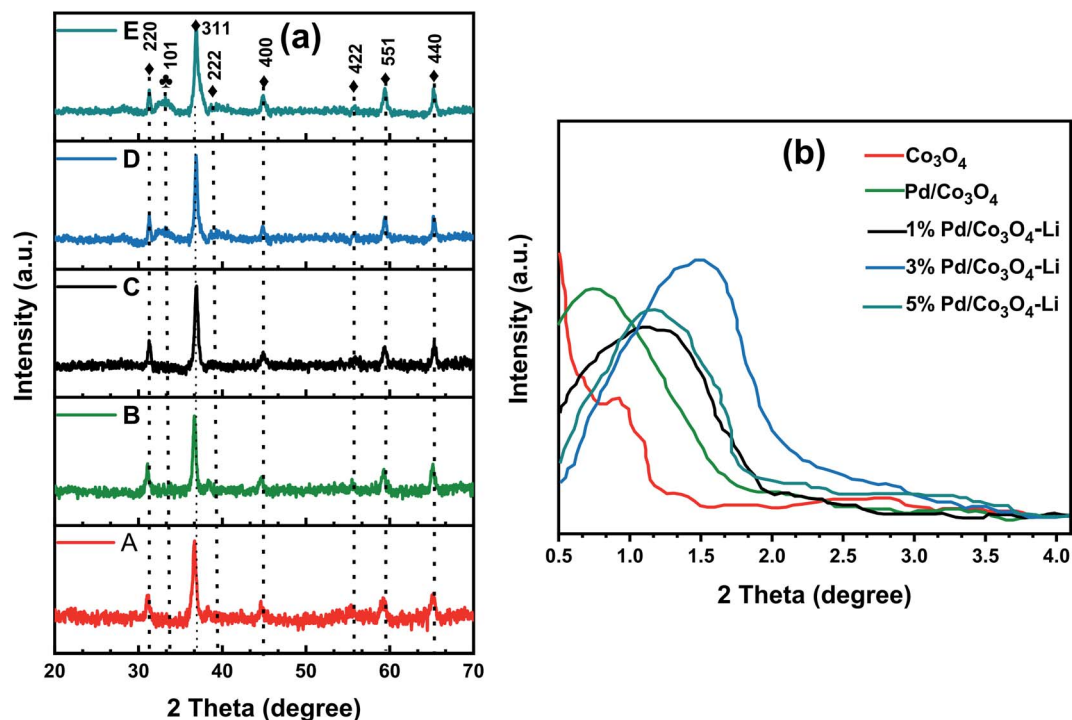 (a)
E
220
101
311
222
400
422
551
440
D
C
B
A
Intensity (a.u.)
20 30 40 50 60 70
2 Theta (degree)
(b)
Co₃O₄
Pd/Co₃O₄
1% Pd/Co₃O₄-Li
3% Pd/Co₃O₄-Li
5% Pd/Co₃O₄-Li
Intensity (a.u.)
0.5 1.0 1.5 2.0 2.5 3.0 3.5 4.0
2 Theta (degree)